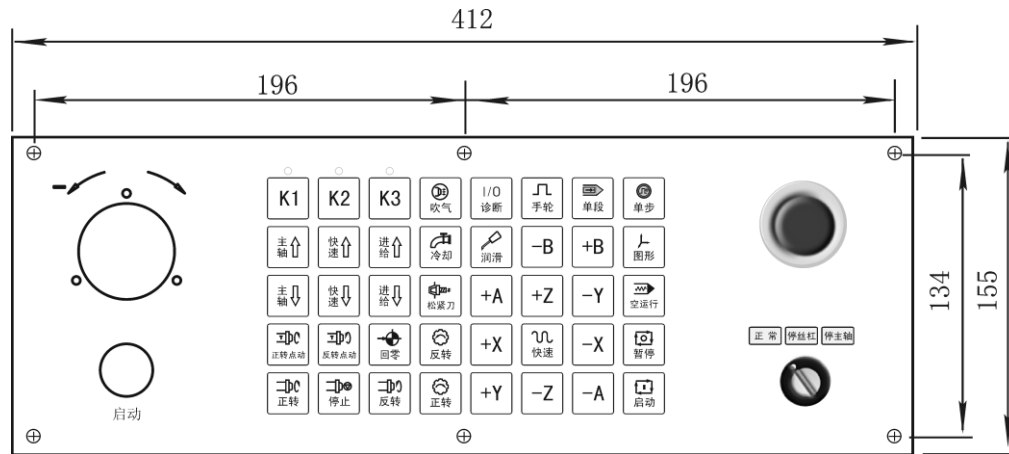 412
196 196
K1 K2 K3 吹气 I/O 诊断 手轮 单段 单步
主轴 快速 进给 冷却 润滑 -B +B 图形
主轴 快速 进给 松紧刀 +A +Z -Y 空运行
正转点动 反转点动 回零 反转 +X 快速 -X 暂停
正转 停止 反转 正转 +Y -Z -A 启动
-
启动
正常 停丝杠 停主轴
134
155